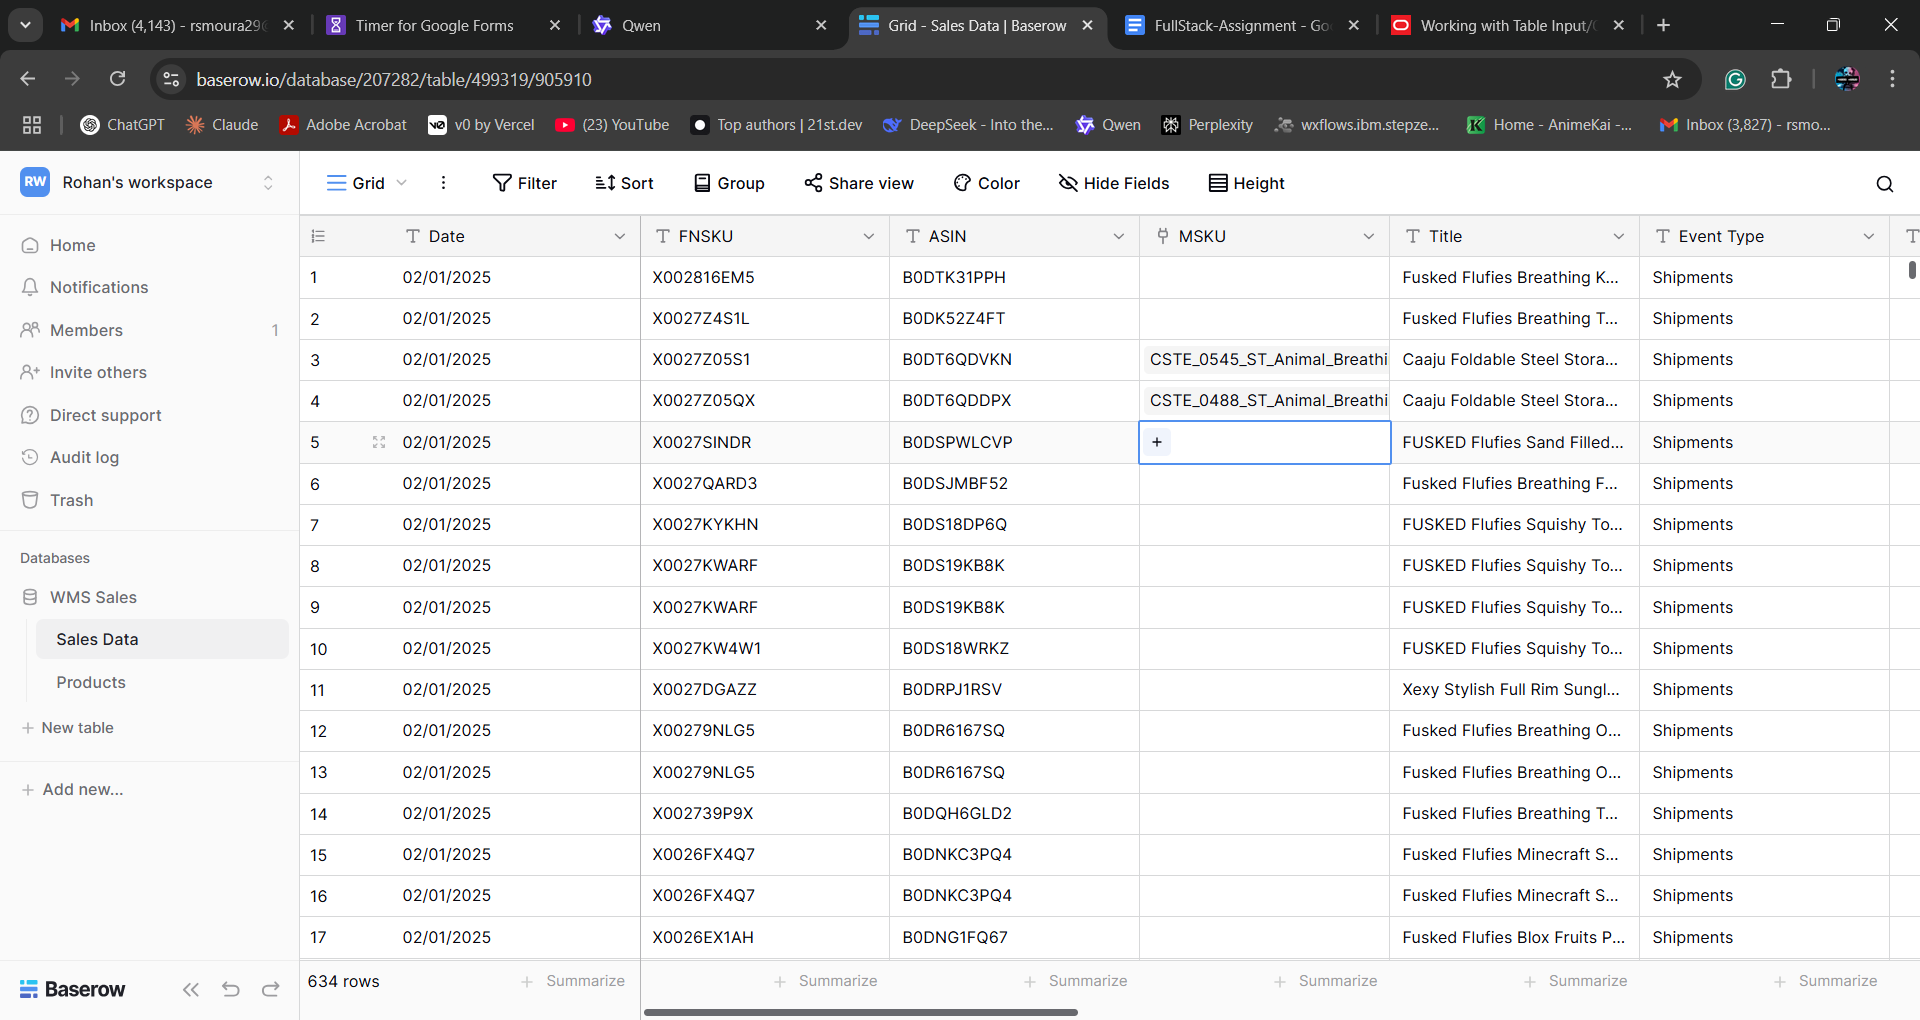 Inbox (4,143) - rsmoura29
Timer for Google Forms
Qwen
Grid - Sales Data | Baserow
FullStack-Assignment - Go
Working with Table Input/
baserow.io/database/207282/table/499319/905910
ChatGPT
Claude
Adobe Acrobat
v0 by Vercel
(23) YouTube
Top authors | 21st.dev
DeepSeek - Into the...
Qwen
Perplexity
wxflows.ibm.stepze...
Home - AnimeKai -...
Inbox (3,827) - rsmo...
RW Rohan's workspace
Grid
Filter
Sort
Group
Share view
Color
Hide Fields
Height
Home
Notifications
Members 1
Invite others
Direct support
Audit log
Trash
Databases
WMS Sales
Sales Data
Products
+ New table
+ Add new...
Baserow
Date FNSKU ASIN MSKU Title Event Type
1 02/01/2025 X002816EM5 B0DTK31PPH Fusked Flufies Breathing K... Shipments
2 02/01/2025 X0027Z4S1L B0DK52Z4FT Fusked Flufies Breathing T... Shipments
3 02/01/2025 X0027Z05S1 B0DT6QDVKN CSTE_0545_ST_Animal_Breathi Caaju Foldable Steel Stora... Shipments
4 02/01/2025 X0027Z05QX B0DT6QDDPX CSTE_0488_ST_Animal_Breathi Caaju Foldable Steel Stora... Shipments
5 02/01/2025 X0027SINDR B0DSPWLCVP + FUSKED Flufies Sand Filled... Shipments
6 02/01/2025 X0027QARD3 B0DSJMBF52 Fusked Flufies Breathing F... Shipments
7 02/01/2025 X0027KYKHN B0DS18DP6Q FUSKED Flufies Squishy To... Shipments
8 02/01/2025 X0027KWARF B0DS19KB8K FUSKED Flufies Squishy To... Shipments
9 02/01/2025 X0027KWARF B0DS19KB8K FUSKED Flufies Squishy To... Shipments
10 02/01/2025 X0027KW4W1 B0DS18WRKZ FUSKED Flufies Squishy To... Shipments
11 02/01/2025 X0027DGAZZ B0DRPJ1RSV Xexy Stylish Full Rim Sungl... Shipments
12 02/01/2025 X00279NLG5 B0DR6167SQ Fusked Flufies Breathing O... Shipments
13 02/01/2025 X00279NLG5 B0DR6167SQ Fusked Flufies Breathing O... Shipments
14 02/01/2025 X002739P9X B0DQH6GLD2 Fusked Flufies Breathing T... Shipments
15 02/01/2025 X0026FX4Q7 B0DNKC3PQ4 Fusked Flufies Minecraft S... Shipments
16 02/01/2025 X0026FX4Q7 B0DNKC3PQ4 Fusked Flufies Minecraft S... Shipments
17 02/01/2025 X0026EX1AH B0DNG1FQ67 Fusked Flufies Blox Fruits P... Shipments
634 rows + Summarize + Summarize + Summarize + Summarize + Summarize + Summarize